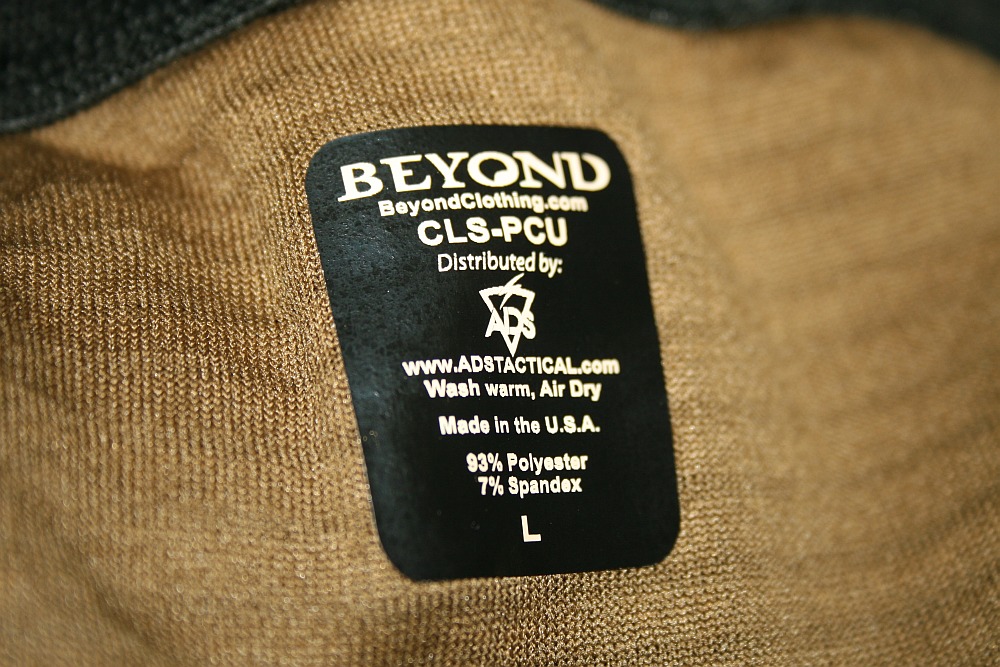 BEYOND
BeyondClothing.com
CLS-PCU
Distributed by:
ADS
www.ADSTACTICAL.com
Wash warm, Air Dry
Made in the U.S.A.
93% Polyester
7% Spandex
L